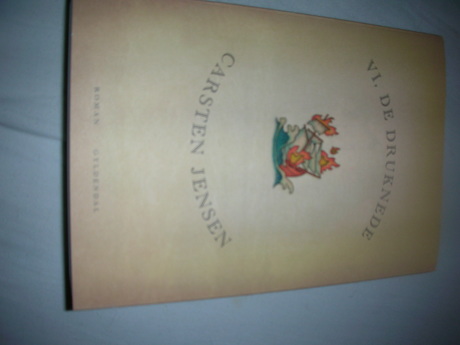 VI, DE DRUKNEDE
CARSTEN JENSEN
ROMAN GYLDENDAL